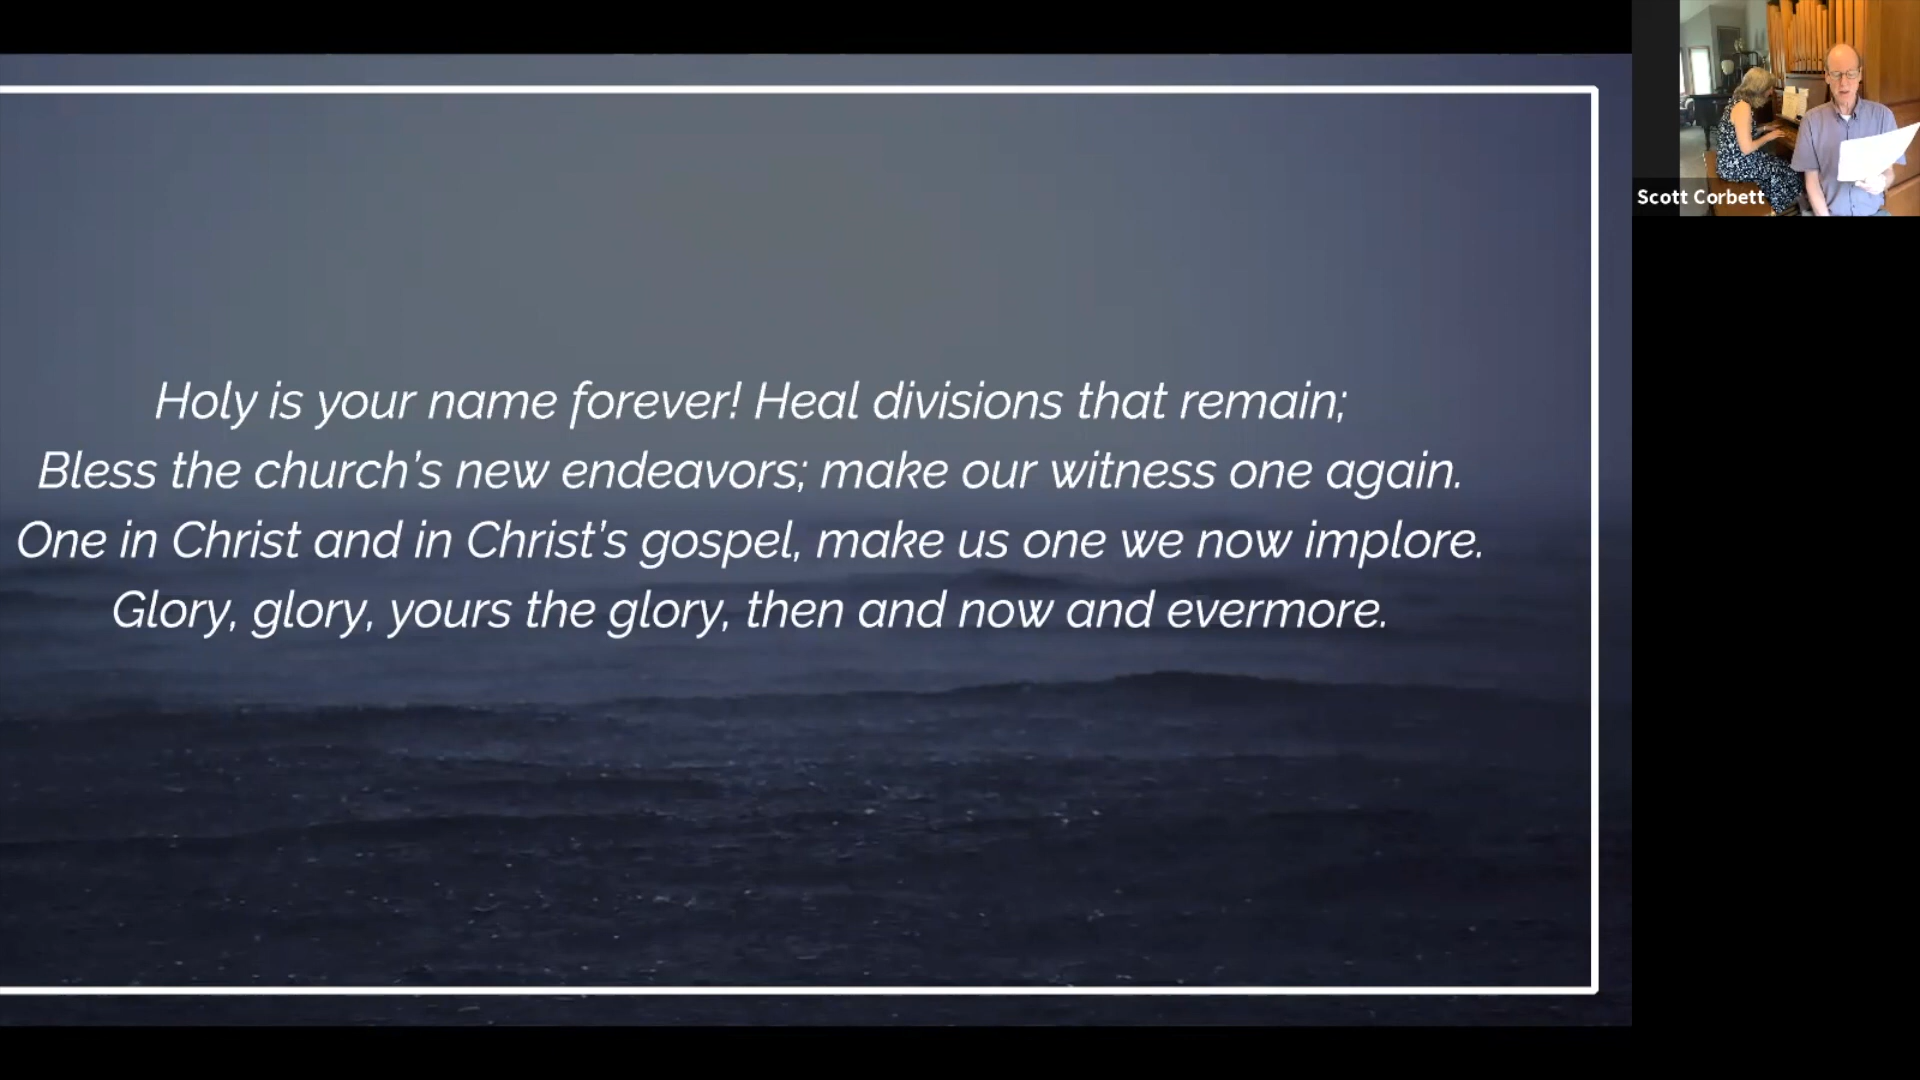 Holy is your name forever! Heal divisions that remain;
Bless the church’s new endeavors; make our witness one again.
One in Christ and in Christ’s gospel, make us one we now implore.
Glory, glory, yours the glory, then and now and evermore.
Scott Corbett